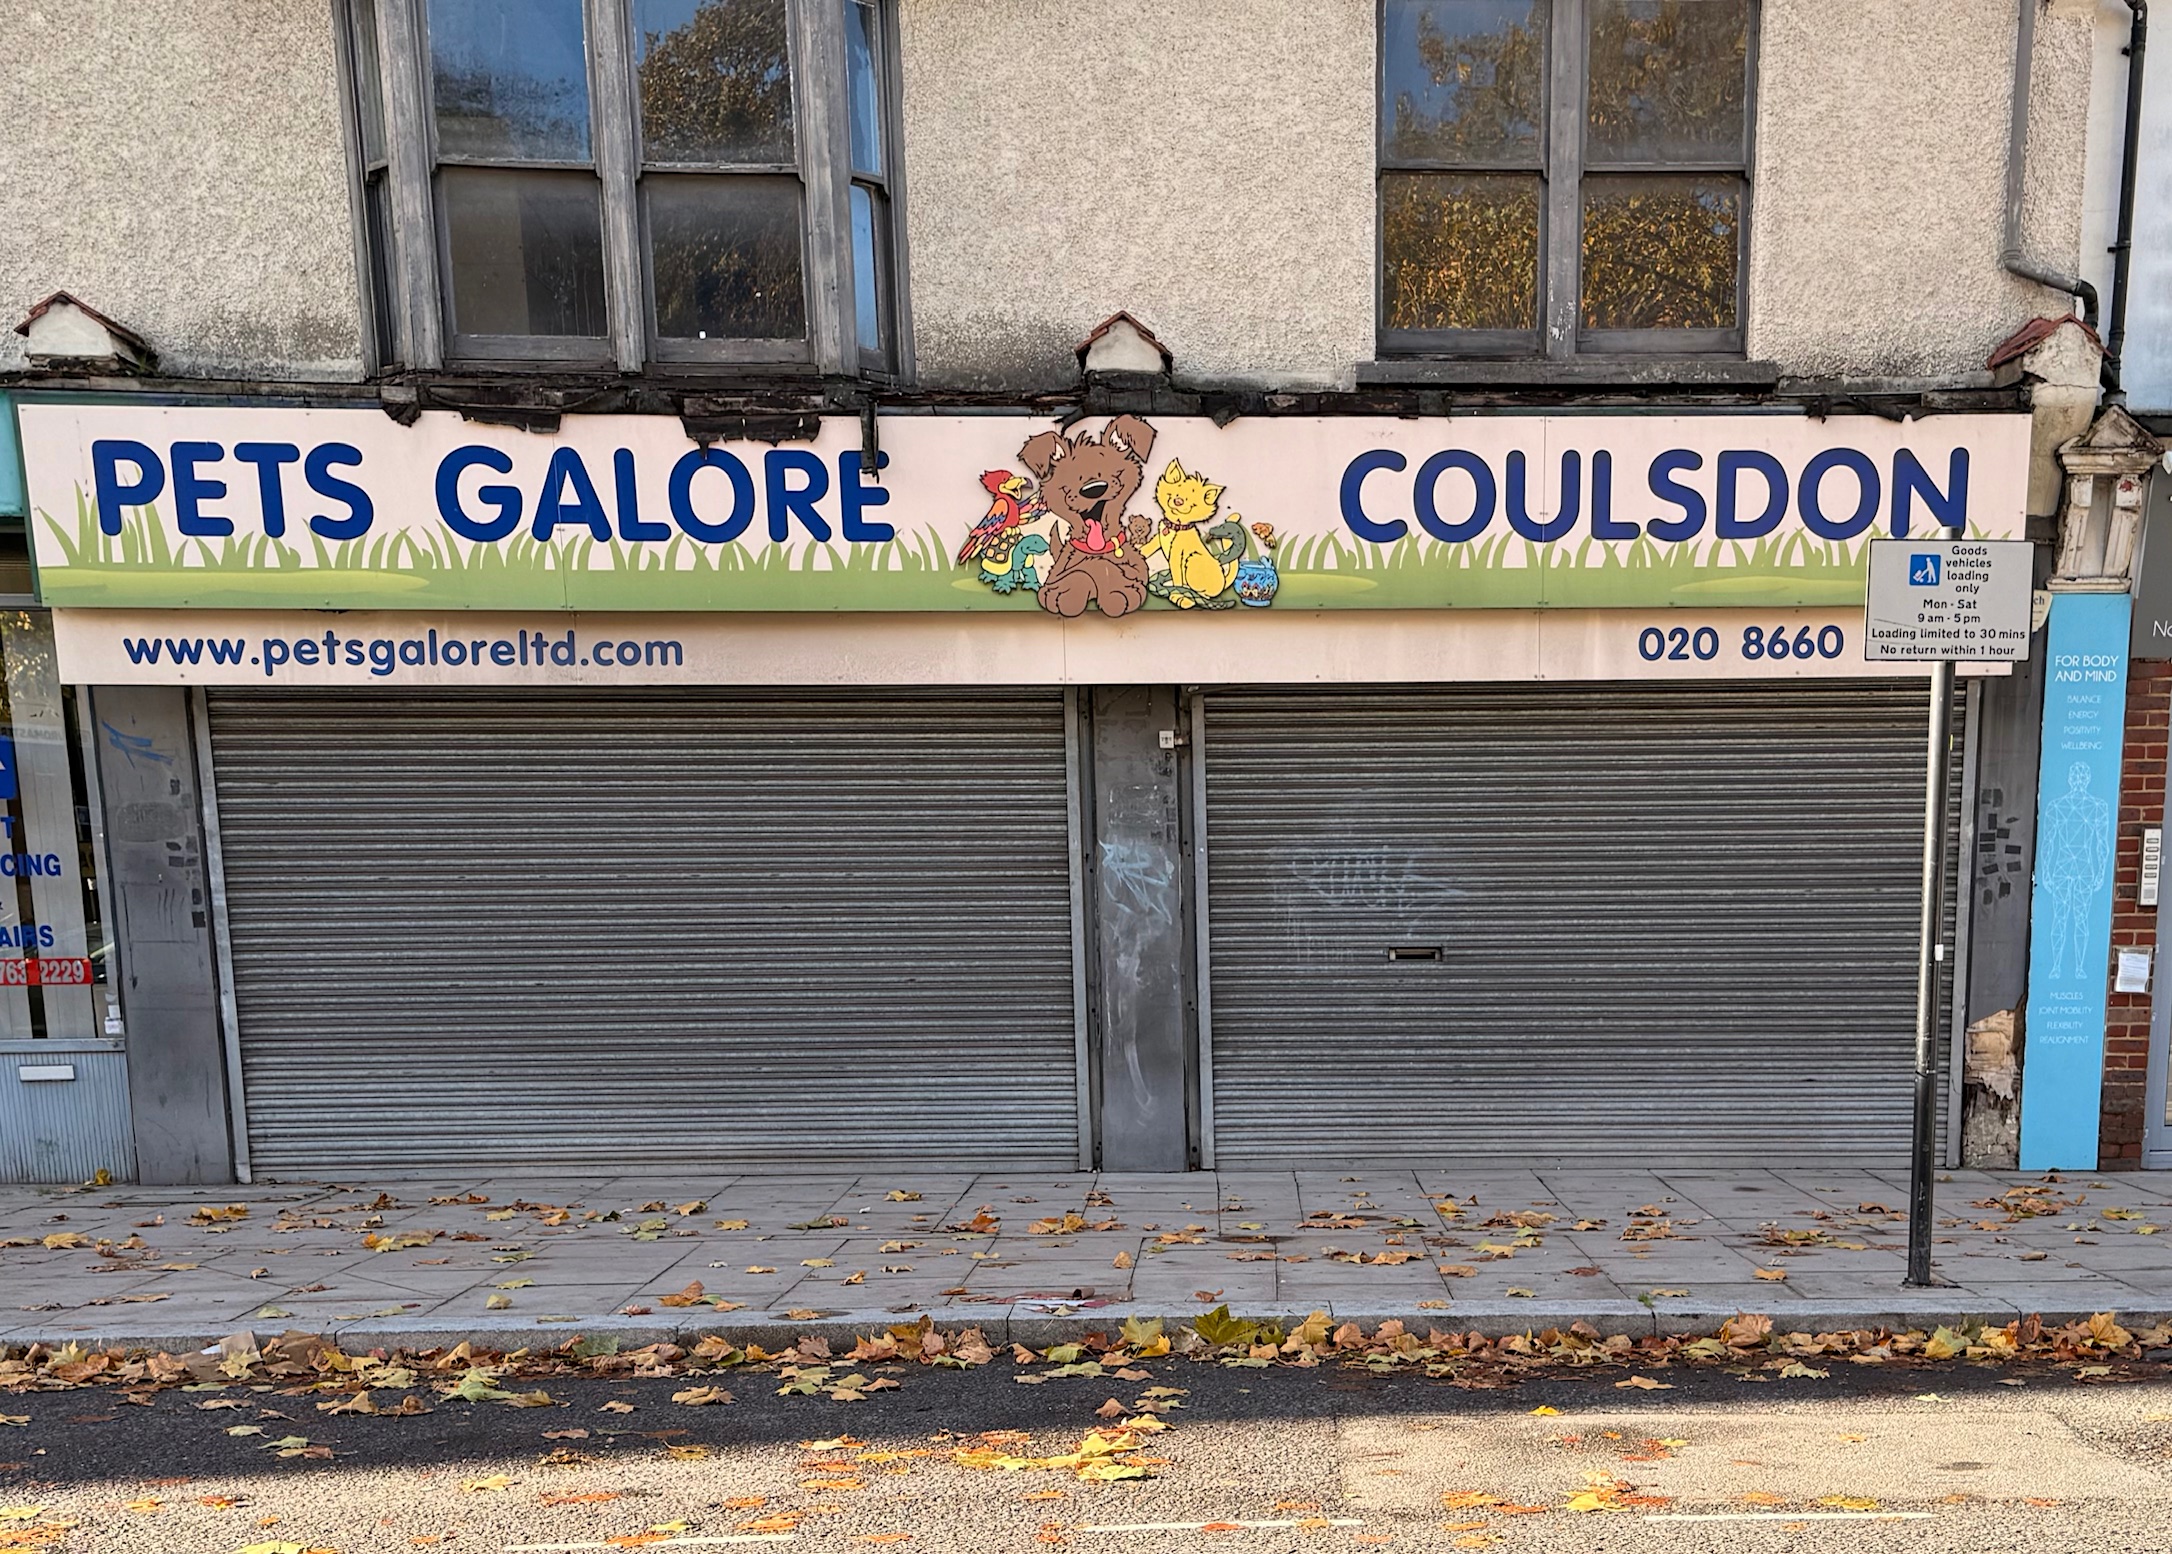 PETS GALORE COULSDON
www.petsgaloreltd.com
020 8660
Goods
vehicles
loading
only
Mon - Sat
9 am - 5 pm
Loading limited to 30 mins
No return within 1 hour
FOR BODY
AND MIND
BALANCE
ENERGY
POSITIVITY
WELLBEING
MUSCLES
JOINT MOBILITY
FLEXIBILITY
REALIGNMENT
CING
AIRS
763 2229